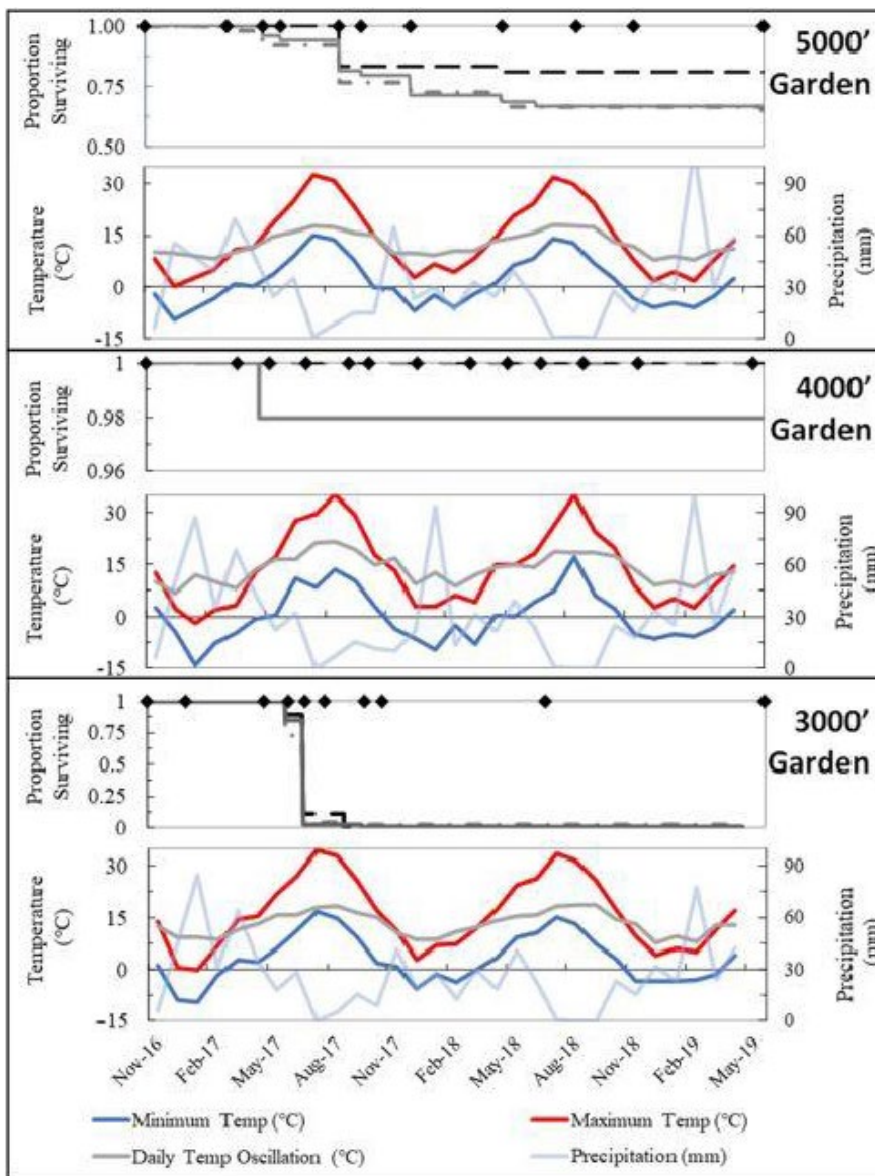 1.00
0.75
0.50
Proportion
Surviving
5000’
Garden
30
15
0
-15
Temperature
(°C)
90
60
30
0
Precipitation
(mm)
1
0.98
0.96
Proportion
Surviving
4000’
Garden
30
15
0
-15
Temperature
(°C)
90
60
30
0
Precipitation
(mm)
1
0.75
0.5
0.25
0
Proportion
Surviving
3000’
Garden
30
15
0
-15
Temperature
(°C)
90
60
30
0
Precipitation
(mm)
Nov-16
Feb-17
May-17
Aug-17
Nov-17
Feb-18
May-18
Aug-18
Nov-18
Feb-19
May-19
Minimum Temp (°C)
Maximum Temp (°C)
Daily Temp Oscillation (°C)
Precipitation (mm)